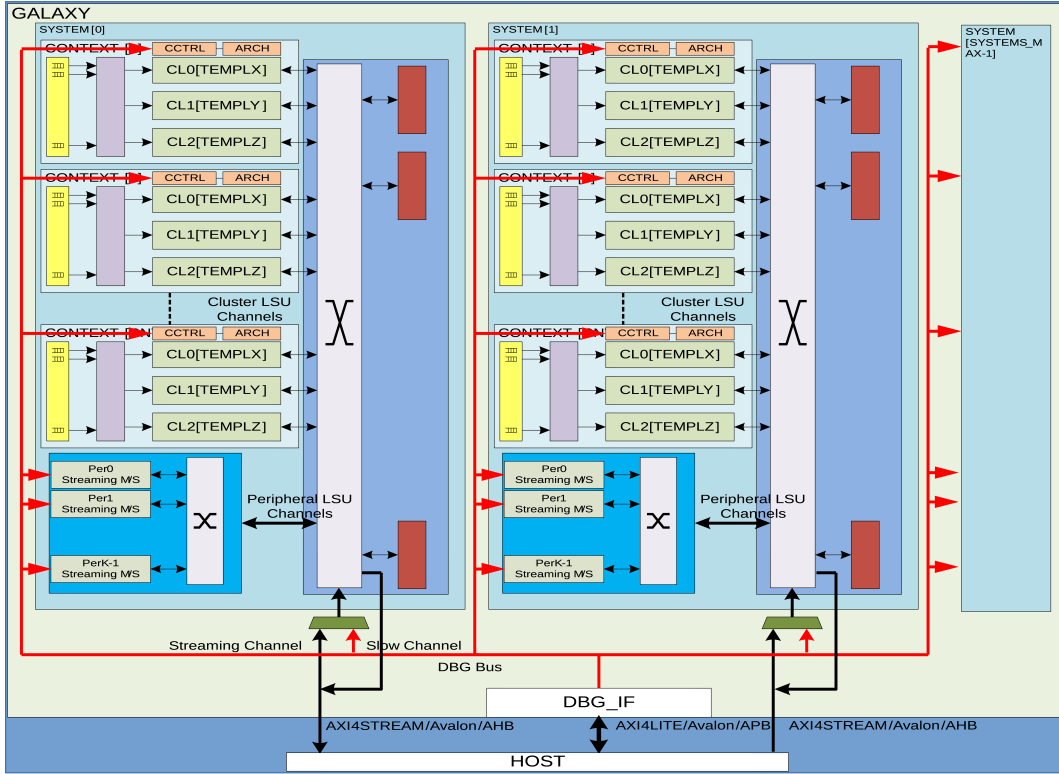 GALAXY
SYSTEM[0]
CCTRL
ARCH
CL0[TEMPLX]
CL1[TEMPLY]
CL2[TEMPLZ]
CCTRL
ARCH
CL0[TEMPLX]
CL1[TEMPLY]
CL2[TEMPLZ]
Cluster LSU
Channels
CCTRL
ARCH
CL0[TEMPLX]
CL1[TEMPLY]
CL2[TEMPLZ]
Per0
Streaming M/S
Per1
Streaming M/S
PerK-1
Streaming M/S
Peripheral LSU
Channels
SYSTEM[1]
CCTRL
ARCH
CL0[TEMPLX]
CL1[TEMPLY]
CL2[TEMPLZ]
CCTRL
ARCH
CL0[TEMPLX]
CL1[TEMPLY]
CL2[TEMPLZ]
Cluster LSU
Channels
CCTRL
ARCH
CL0[TEMPLX]
CL1[TEMPLY]
CL2[TEMPLZ]
Per0
Streaming M/S
Per1
Streaming M/S
PerK-1
Streaming M/S
Peripheral LSU
Channels
SYSTEM
[SYSTEMS_M
AX-1]
Streaming Channel
Slow Channel
DBG Bus
DBG_IF
AXI4STREAM/Avalon/AHB
AXI4LITE/Avalon/APB
AXI4STREAM/Avalon/AHB
HOST